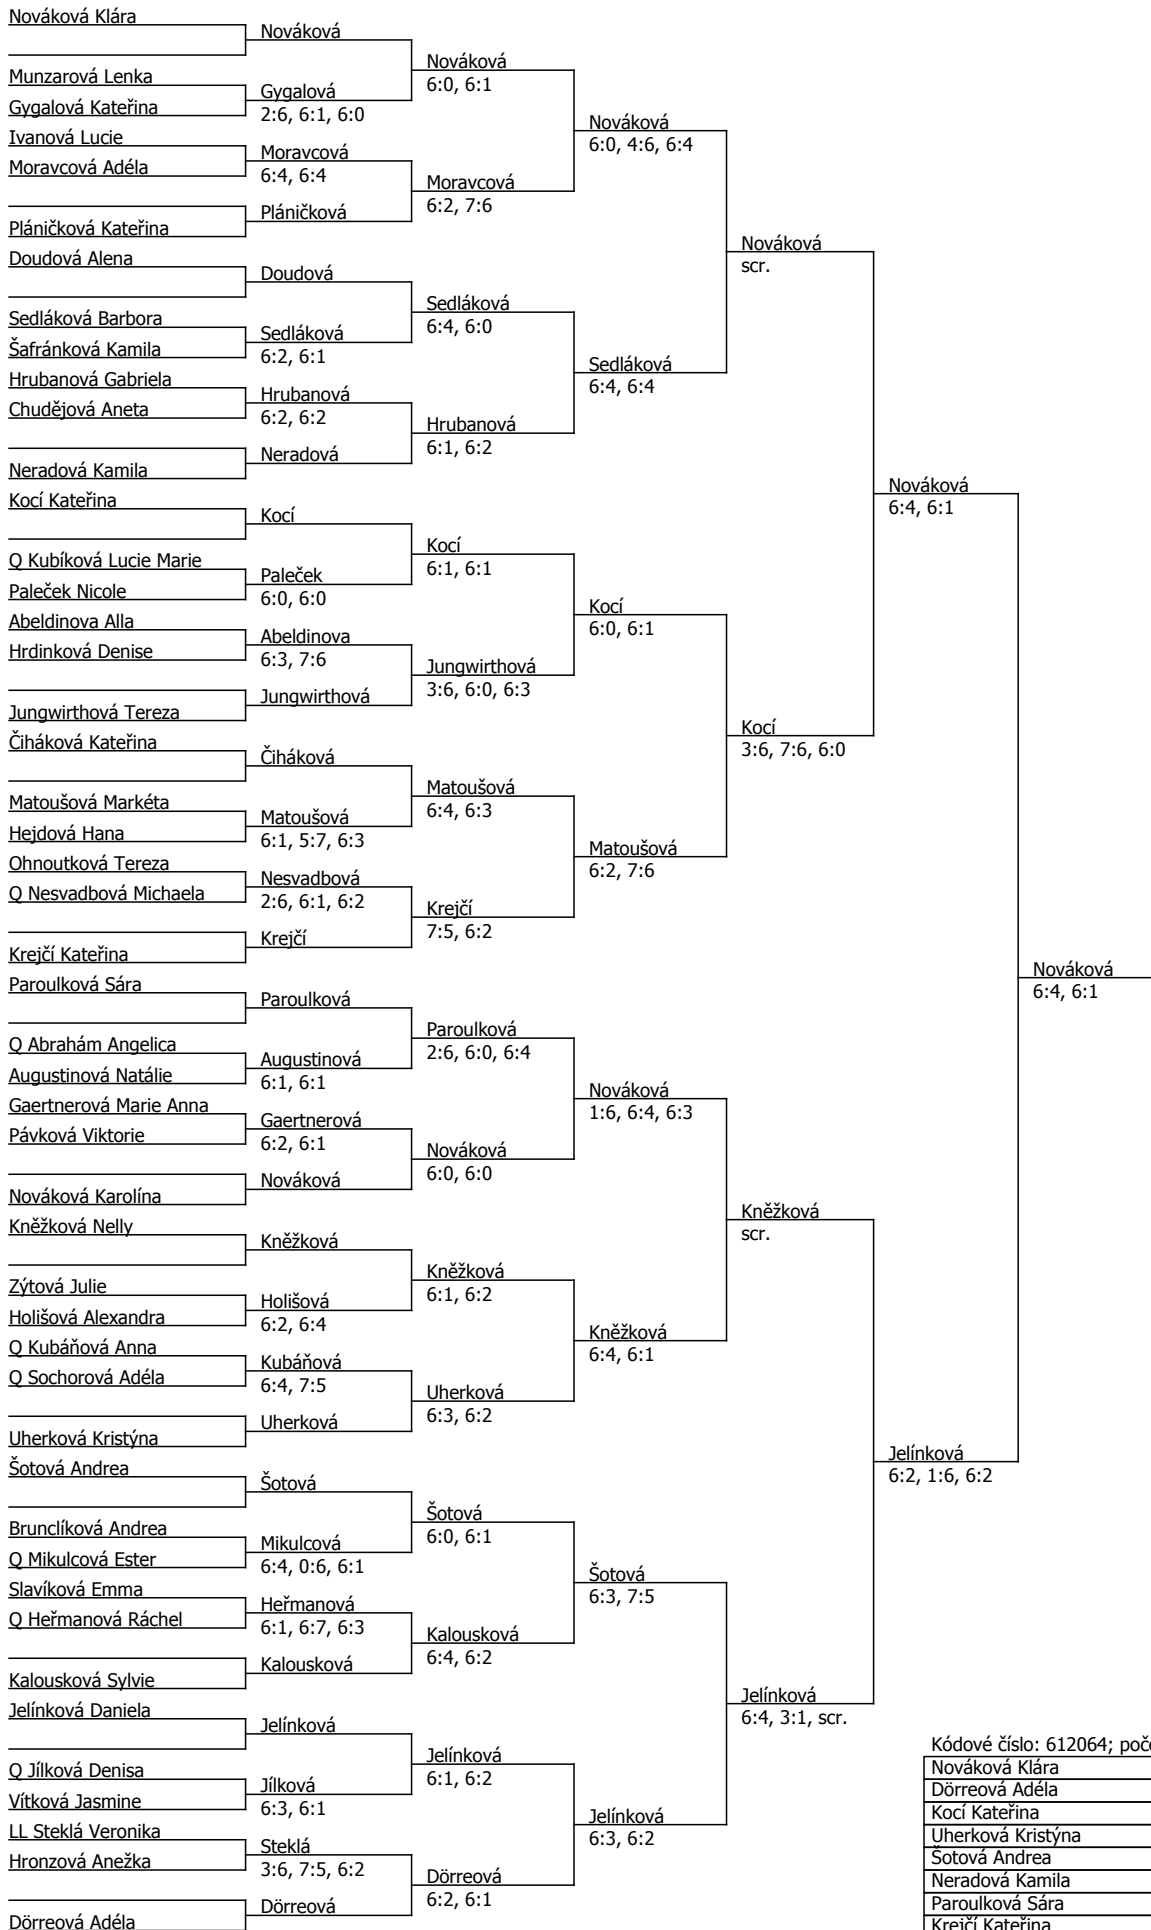 Nováková Klára
Munzarová Lenka
Gygalová Kateřina
Ivanová Lucie
Moravcová Adéla
Pláničková Kateřina
Doudová Alena
Sedláková Barbora
Šafránková Kamila
Hrubanová Gabriela
Chudějová Aneta
Neradová Kamila
Kocí Kateřina
Q Kubíková Lucie Marie
Paleček Nicole
Abeldinova Alla
Hrdinková Denise
Jungwirthová Tereza
Čiháková Kateřina
Matoušová Markéta
Hejdová Hana
Ohnoutková Tereza
Q Nesvadbová Michaela
Krejčí Kateřina
Paroulková Sára
Q Abrahám Angelica
Augustinová Natálie
Gaertnerová Marie Anna
Pávková Viktorie
Nováková Karolína
Kněžková Nelly
Zýtová Julie
Holišová Alexandra
Q Kubáňová Anna
Q Sochorová Adéla
Uherková Kristýna
Šotová Andrea
Brunclíková Andrea
Q Mikulcová Ester
Slavíková Emma
Q Heřmanová Ráchel
Kalousková Sylvie
Jelínková Daniela
Q Jílková Denisa
Vítková Jasmine
LL Steklá Veronika
Hronzová Anežka
Dörreová Adéla
Nováková
Gygalová
2:6, 6:1, 6:0
Moravcová
6:4, 6:4
Pláničková
Doudová
Sedláková
6:2, 6:1
Hrubanová
6:2, 6:2
Neradová
Kocí
Paleček
6:0, 6:0
Abeldinova
6:3, 7:6
Jungwirthová
Čiháková
Matoušová
6:1, 5:7, 6:3
Nesvadbová
2:6, 6:1, 6:2
Krejčí
Paroulková
Augustinová
6:1, 6:1
Gaertnerová
6:2, 6:1
Nováková
Kněžková
Holišová
6:2, 6:4
Kubáňová
6:4, 7:5
Uherková
Šotová
Mikulcová
6:4, 0:6, 6:1
Heřmanová
6:1, 6:7, 6:3
Kalousková
Jelínková
Jílková
6:3, 6:1
Steklá
3:6, 7:5, 6:2
Dörreová
Nováková
6:0, 6:1
Moravcová
6:2, 7:6
Sedláková
6:4, 6:0
Hrubanová
6:1, 6:2
Kocí
6:1, 6:1
Jungwirthová
3:6, 6:0, 6:3
Matoušová
6:4, 6:3
Krejčí
7:5, 6:2
Paroulková
2:6, 6:0, 6:4
Nováková
6:0, 6:0
Kněžková
6:1, 6:2
Uherková
6:3, 6:2
Šotová
6:0, 6:1
Kalousková
6:4, 6:2
Jelínková
6:1, 6:2
Dörreová
6:2, 6:1
Nováková
6:0, 4:6, 6:4
Sedláková
6:4, 6:4
Kocí
6:0, 6:1
Matoušová
6:2, 7:6
Nováková
1:6, 6:4, 6:3
Kněžková
6:4, 6:1
Šotová
6:3, 7:5
Jelínková
6:3, 6:2
Nováková
scr.
Kocí
3:6, 7:6, 6:0
Kněžková
scr.
Jelínková
6:4, 3:1, scr.
Nováková
6:4, 6:1
Jelínková
6:2, 1:6, 6:2
Nováková
6:4, 6:1
Kódové číslo: 612064;
Nováková Klára
Dörreová Adéla
Kocí Kateřina
Uherková Kristýna
Šotová Andrea
Neradová Kamila
Paroulková Sára
Krejčí Kateřina